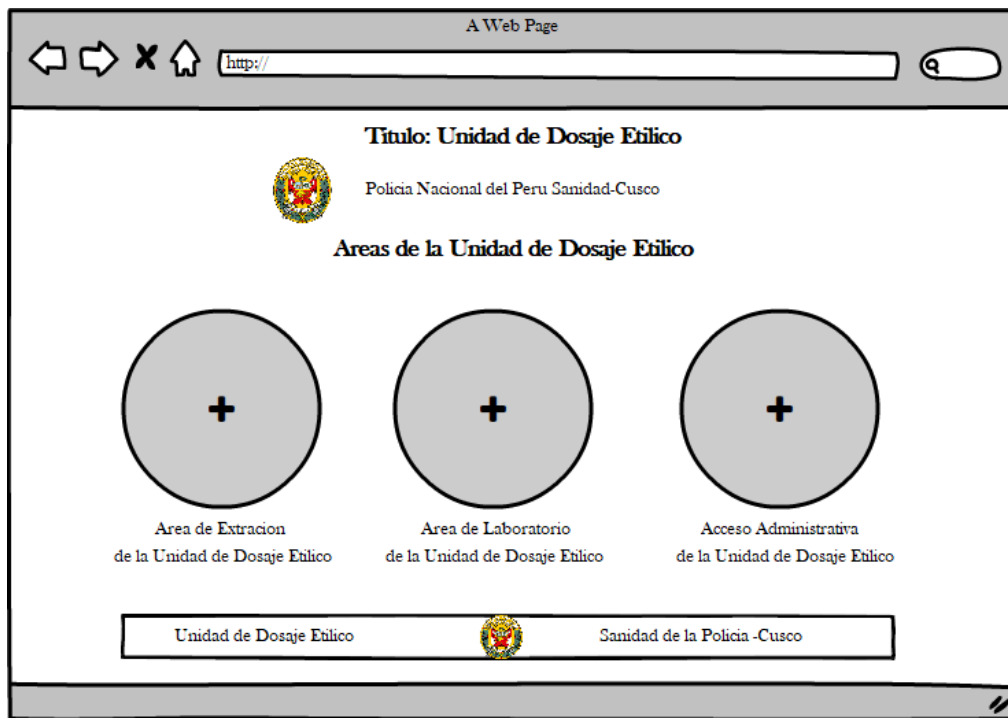 A Web Page
http://
Titulo: Unidad de Dosaje Etilico
Policia Nacional del Peru Sanidad-Cusco
Areas de la Unidad de Dosaje Etilico
Area de Extracion
de la Unidad de Dosaje Etilico
Area de Laboratorio
de la Unidad de Dosaje Etilico
Acceso Administrativa
de la Unidad de Dosaje Etilico
Unidad de Dosaje Etilico
Sanidad de la Policia -Cusco